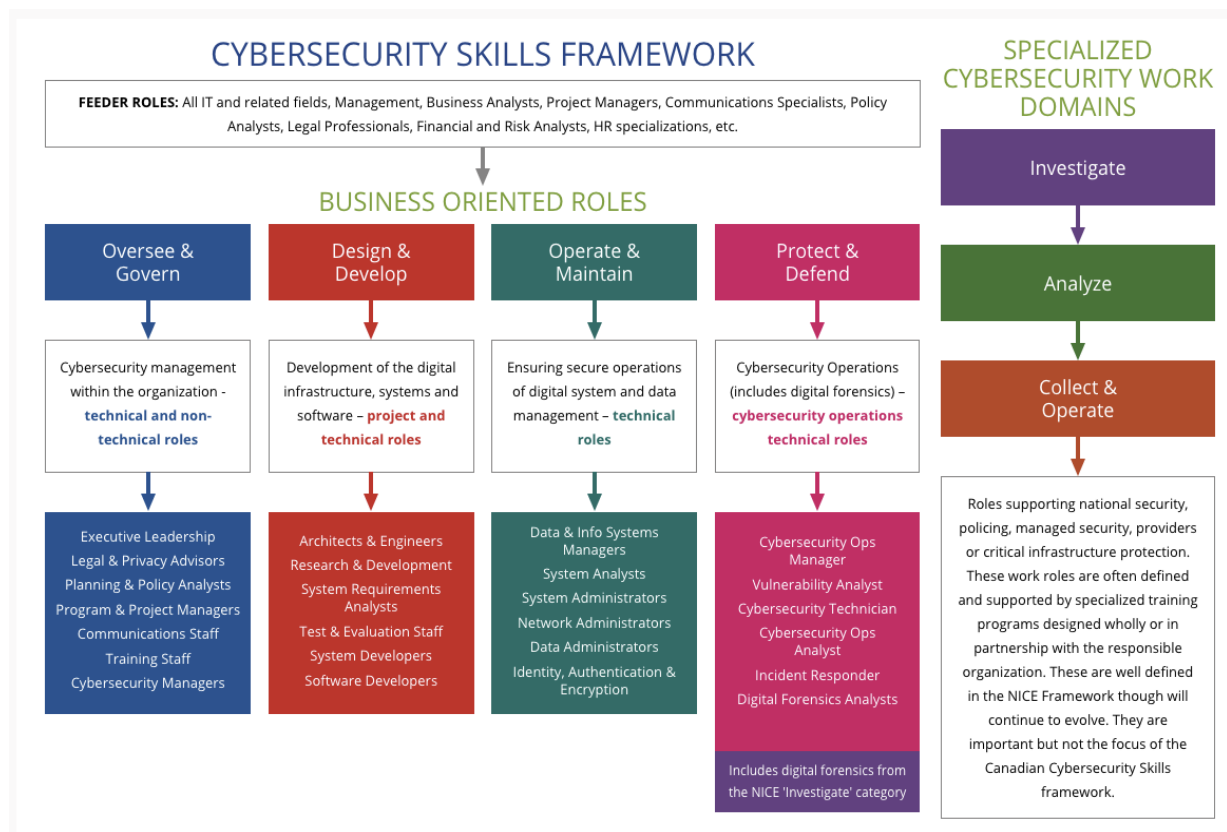 CYBERSECURITY SKILLS FRAMEWORK
FEEDER ROLES: All IT and related fields, Management, Business Analysts, Project Managers, Communications Specialists, Policy
Analysts, Legal Professionals, Financial and Risk Analysts, HR specializations, etc.
BUSINESS ORIENTED ROLES
Oversee &
Govern
Cybersecurity management
within the organization -
technical and non-
technical roles
Executive Leadership
Legal & Privacy Advisors
Planning & Policy Analysts
Program & Project Managers
Communications Staff
Training Staff
Cybersecurity Managers
Design &
Develop
Development of the digital
infrastructure, systems and
software – project and
technical roles
Architects & Engineers
Research & Development
System Requirements
Analysts
Test & Evaluation Staff
System Developers
Software Developers
Operate &
Maintain
Ensuring secure operations
of digital system and data
management – technical
roles
Data & Info Systems
Managers
System Analysts
System Administrators
Network Administrators
Data Administrators
Identity, Authentication &
Encryption
Protect &
Defend
Cybersecurity Operations
(includes digital forensics) –
cybersecurity operations
technical roles
Cybersecurity Ops
Manager
Vulnerability Analyst
Cybersecurity Technician
Cybersecurity Ops
Analyst
Incident Responder
Digital Forensics Analysts
Includes digital forensics from
the NICE 'Investigate' category
SPECIALIZED
CYBERSECURITY WORK
DOMAINS
Investigate
Analyze
Collect &
Operate
Roles supporting national security,
policing, managed security, providers
or critical infrastructure protection.
These work roles are often defined
and supported by specialized training
programs designed wholly or in
partnership with the responsible
organization. These are well defined
in the NICE Framework though will
continue to evolve. They are
important but not the focus of the
Canadian Cybersecurity Skills
framework.